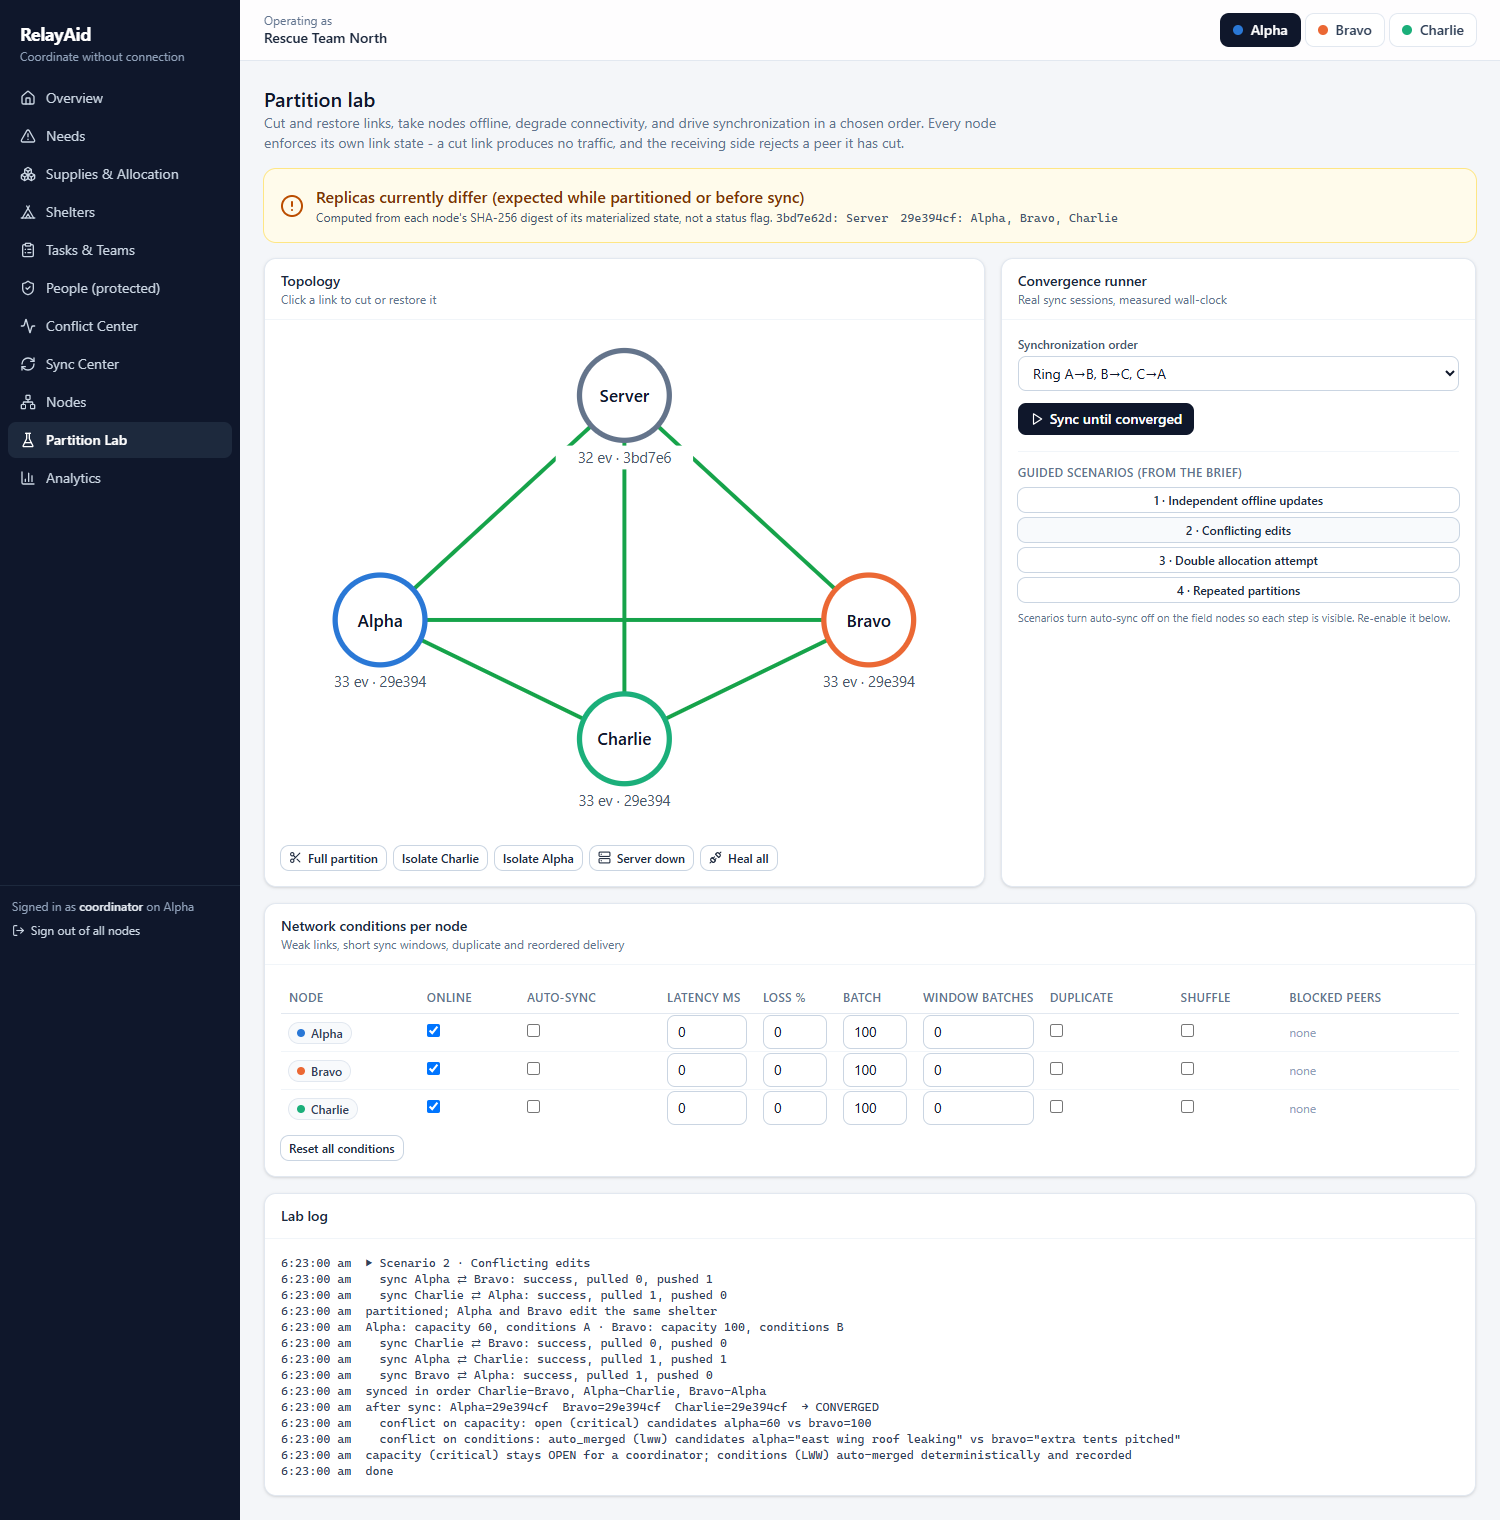 RelayAid
Coordinate without connection
Overview
Needs
Supplies & Allocation
Shelters
Tasks & Teams
People (protected)
Conflict Center
Sync Center
Nodes
Partition Lab
Analytics
Signed in as coordinator on Alpha
Sign out of all nodes
Operating as
Rescue Team North
Alpha
Bravo
Charlie
Partition lab
Cut and restore links, take nodes offline, degrade connectivity, and drive synchronization in a chosen order. Every node
enforces its own link state - a cut link produces no traffic, and the receiving side rejects a peer it has cut.
Replicas currently differ (expected while partitioned or before sync)
Computed from each node's SHA-256 digest of its materialized state, not a status flag. 3bd7e62d: Server 29e394cf: Alpha, Bravo, Charlie
Topology
Click a link to cut or restore it
Server
32 ev · 3bd7e6
Alpha
33 ev · 29e394
Bravo
33 ev · 29e394
Charlie
33 ev · 29e394
Full partition
Isolate Charlie
Isolate Alpha
Server down
Heal all
Convergence runner
Real sync sessions, measured wall-clock
Synchronization order
Ring A→B, B→C, C→A
Sync until converged
GUIDED SCENARIOS (FROM THE BRIEF)
1 · Independent offline updates
2 · Conflicting edits
3 · Double allocation attempt
4 · Repeated partitions
Scenarios turn auto-sync off on the field nodes so each step is visible. Re-enable it below.
Network conditions per node
Weak links, short sync windows, duplicate and reordered delivery
NODE ONLINE AUTO-SYNC LATENCY MS LOSS % BATCH WINDOW BATCHES DUPLICATE SHUFFLE BLOCKED PEERS
Alpha 0 0 100 0 none
Bravo 0 0 100 0 none
Charlie 0 0 100 0 none
Reset all conditions
Lab log
6:23:00 am ▶ Scenario 2 · Conflicting edits
6:23:00 am sync Alpha ⇄ Bravo: success, pulled 0, pushed 1
6:23:00 am sync Charlie ⇄ Alpha: success, pulled 1, pushed 0
6:23:00 am partitioned; Alpha and Bravo edit the same shelter
6:23:00 am Alpha: capacity 60, conditions A · Bravo: capacity 100, conditions B
6:23:00 am sync Charlie ⇄ Bravo: success, pulled 0, pushed 0
6:23:00 am sync Alpha ⇄ Charlie: success, pulled 1, pushed 1
6:23:00 am sync Bravo ⇄ Alpha: success, pulled 1, pushed 0
6:23:00 am synced in order Charlie-Bravo, Alpha-Charlie, Bravo-Alpha
6:23:00 am after sync: Alpha=29e394cf Bravo=29e394cf Charlie=29e394cf → CONVERGED
6:23:00 am conflict on capacity: open (critical) candidates alpha=60 vs bravo=100
6:23:00 am conflict on conditions: auto_merged (lww) candidates alpha="east wing roof leaking" vs bravo="extra tents pitched"
6:23:00 am capacity (critical) stays OPEN for a coordinator; conditions (LWW) auto-merged deterministically and recorded
6:23:00 am done